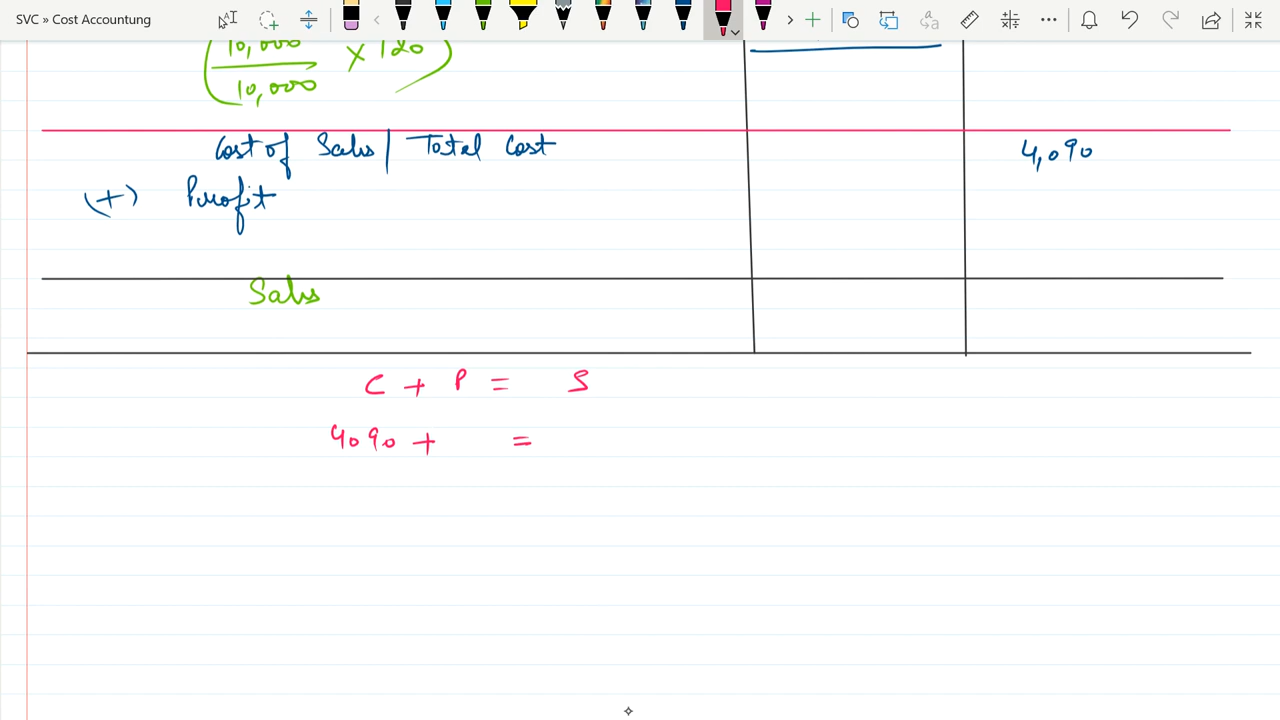 SVC » Cost Accountung
10,000
× 120
10,000
Cost of Sales | Total Cost
4,090
(+) Profit
Sales
C + P = S
4090 + =